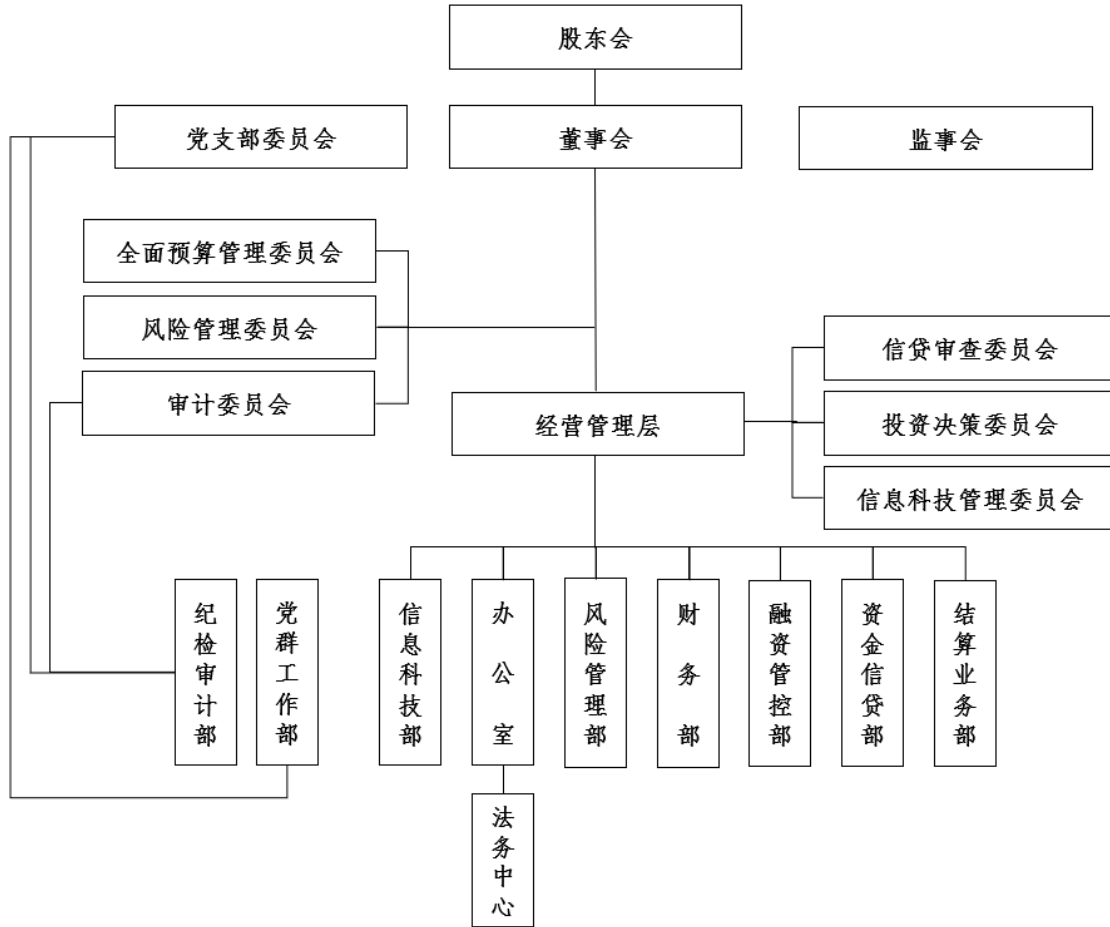 股东会
党支部委员会
董事会
监事会
全面预算管理委员会
风险管理委员会
审计委员会
信贷审查委员会
经营管理层
投资决策委员会
信息科技管理委员会
纪检审计部
党群工作部
信息科技部
办公室
风险管理部
财务部
融资管控部
资金信贷部
结算业务部
法务中心